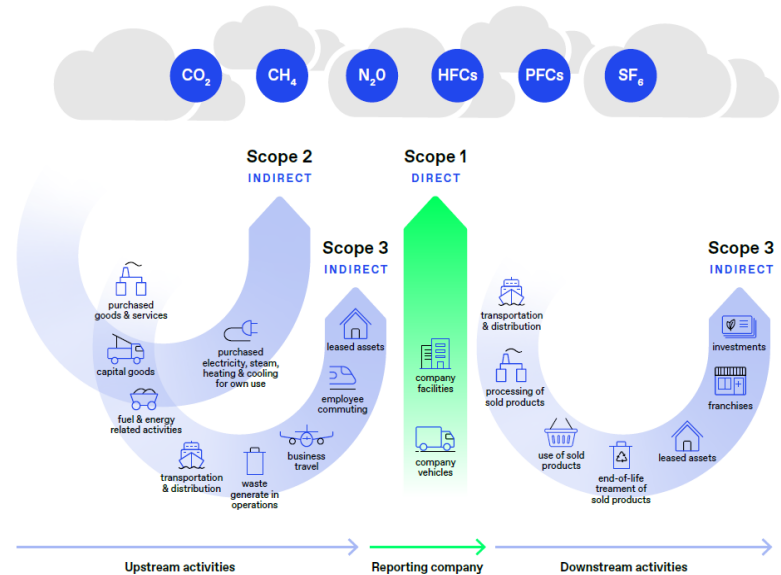 CO₂
CH₄
N₂0
HFCs
PFCs
SF₆
Scope 2
INDIRECT
Scope 1
DIRECT
Scope 3
INDIRECT
Scope 3
INDIRECT
purchased
goods & services
capital goods
fuel & energy
related activities
purchased
electricity, steam,
heating & cooling
for own use
transportation
& distribution
waste
generate in
operations
business
travel
employee
commuting
leased assets
company
facilities
company
vehicles
transportation
& distribution
processing of
sold products
use of sold
products
end-of-life
treament of
sold products
leased assets
franchises
investments
Upstream activities
Reporting company
Downstream activities